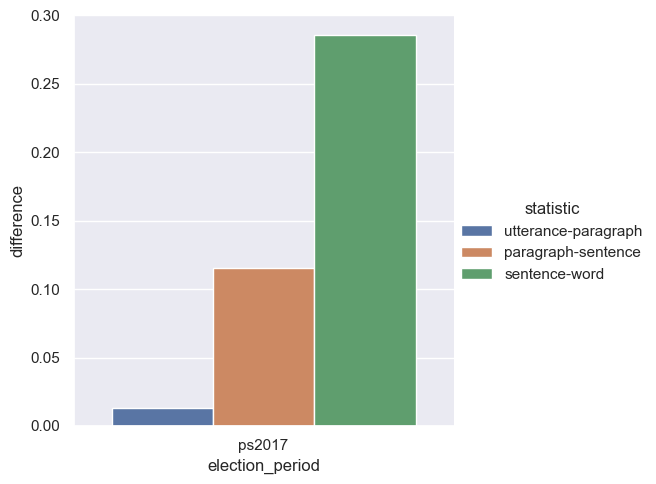 0.30
0.25
0.20
0.15
0.10
0.05
0.00
difference
ps2017
election_period
statistic
utterance-paragraph
paragraph-sentence
sentence-word